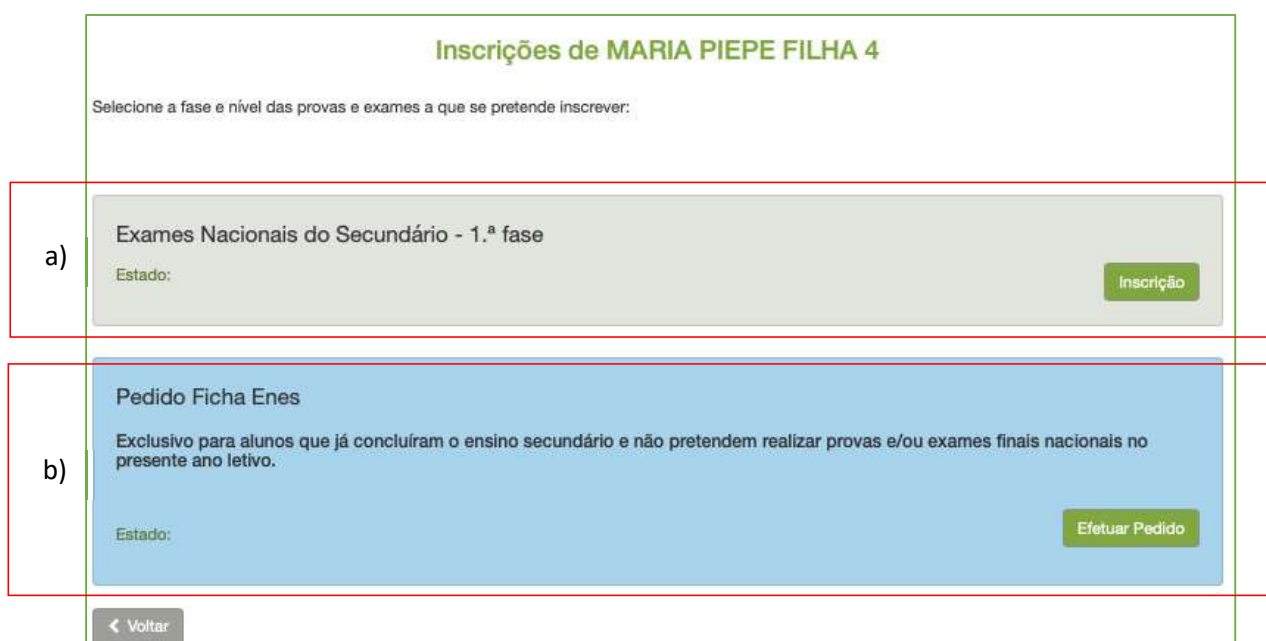 Inscrições de MARIA PIEPE FILHA 4
Selecione a fase e nível das provas e exames a que se pretende inscrever:
a)
Exames Nacionais do Secundário - 1.ª fase
Estado:
Inscrição
b)
Pedido Ficha Enes
Exclusivo para alunos que já concluíram o ensino secundário e não pretendem realizar provas e/ou exames finais nacionais no
presente ano letivo.
Estado:
Efetuar Pedido
Voltar